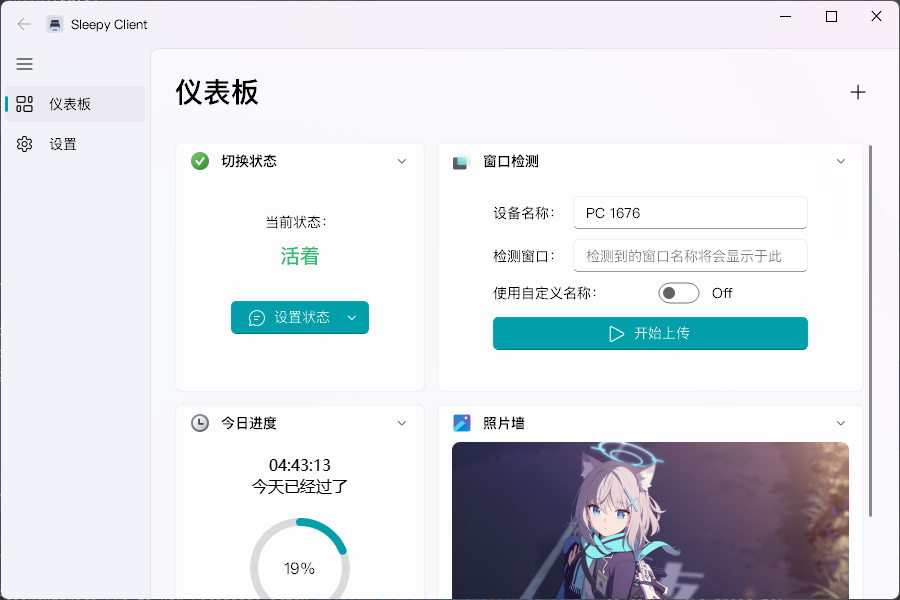 Sleepy Client
仪表板
设置
仪表板
切换状态
当前状态：
活着
设置状态
窗口检测
设备名称：
PC 1676
检测窗口：
检测到的窗口名称将会显示于此
使用自定义名称：
Off
开始上传
今日进度
04:43:13
今天已经过了
19%
照片墙